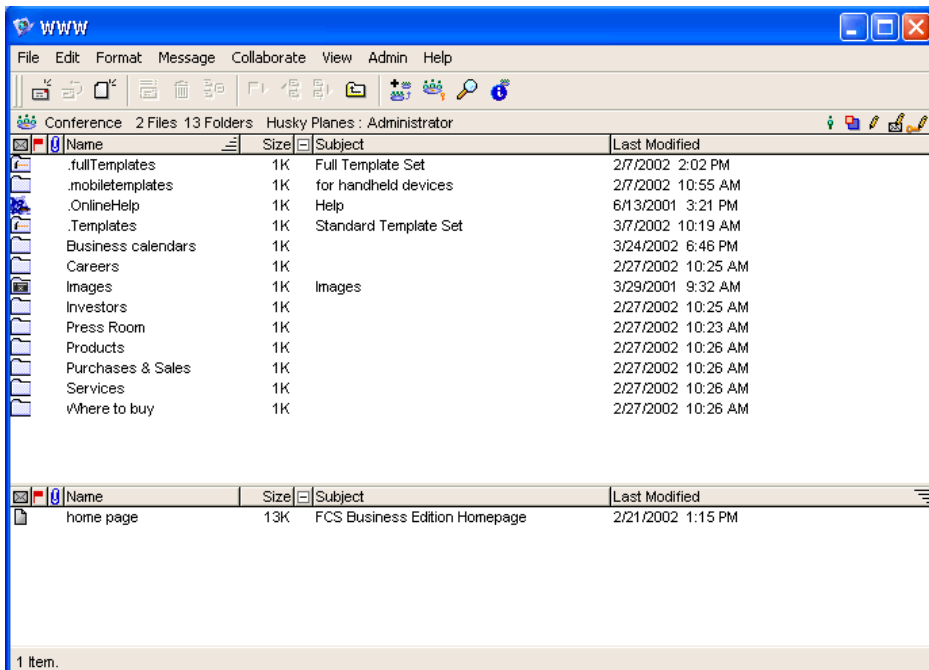 www
File Edit Format Message Collaborate View Admin Help
Conference 2 Files 13 Folders Husky Planes : Administrator
Name Size Subject Last Modified
.fullTemplates 1K Full Template Set 2/7/2002 2:02 PM
.mobiletemplates 1K for handheld devices 2/7/2002 10:55 AM
.OnlineHelp 1K Help 6/13/2001 3:21 PM
.Templates 1K Standard Template Set 3/7/2002 10:19 AM
Business calendars 1K 3/24/2002 6:46 PM
Careers 1K 2/27/2002 10:25 AM
Images 1K Images 3/29/2001 9:32 AM
Investors 1K 2/27/2002 10:25 AM
Press Room 1K 2/27/2002 10:23 AM
Products 1K 2/27/2002 10:26 AM
Purchases & Sales 1K 2/27/2002 10:26 AM
Services 1K 2/27/2002 10:26 AM
Where to buy 1K 2/27/2002 10:26 AM
Name Size Subject Last Modified
home page 13K FCS Business Edition Homepage 2/21/2002 1:15 PM
1 Item.